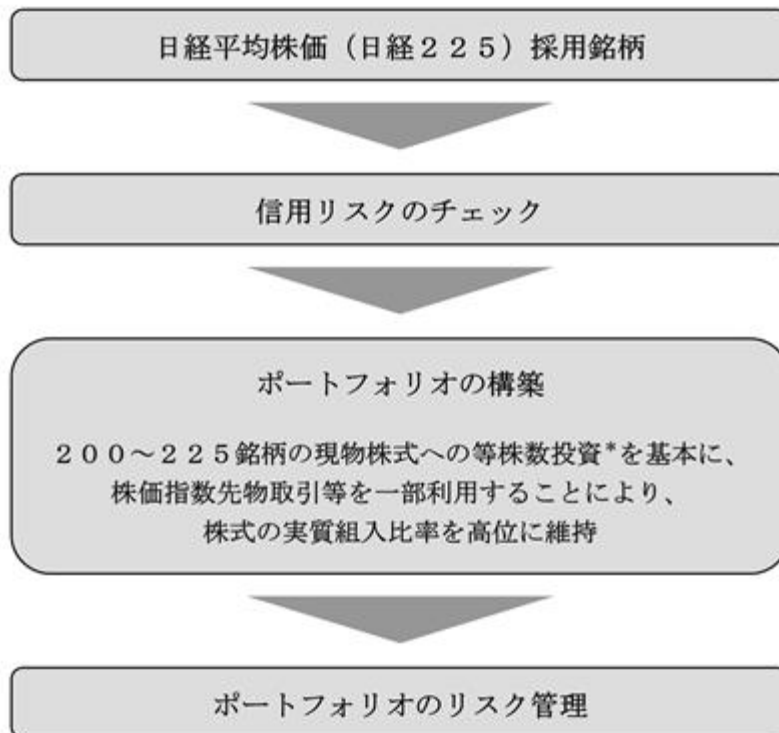 日経平均株価（日経２２５）採用銘柄
信用リスクのチェック
ポートフォリオの構築
２００～２２５銘柄の現物株式への等株数投資*を基本に、
株価指数先物取引等を一部利用することにより、
株式の実質組入比率を高位に維持
ポートフォリオのリスク管理